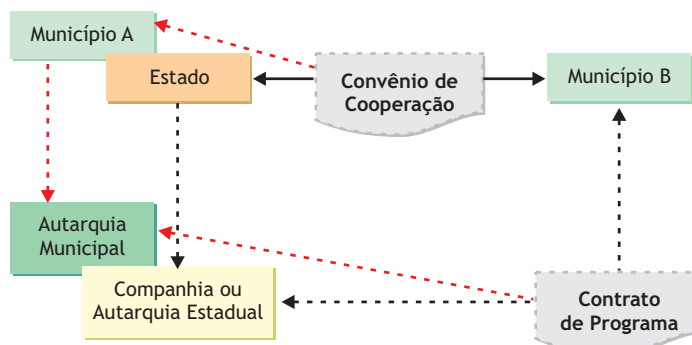 Município A
Estado
Convênio de
Cooperação
Município B
Autarquia
Municipal
Companhia ou
Autarquia Estadual
Contrato
de Programa